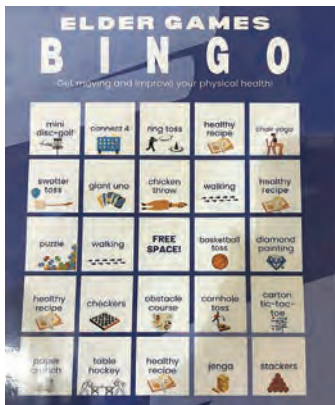 ELDER GAMES
BINGO
Get moving and improve your physical health!
mini
disc-golf
connect 4
ring toss
healthy
recipe
chair yoga
swatter
toss
giant uno
chicken
throw
walking
healthy
recipe
puzzle
walking
FREE
SPACE!
basketball
toss
diamond
painting
healthy
recipe
checkers
obstacle
course
cornhole
toss
carton
tic-tac-
toe
paper
crunch
table
hockey
healthy
recipe
jenga
stackers